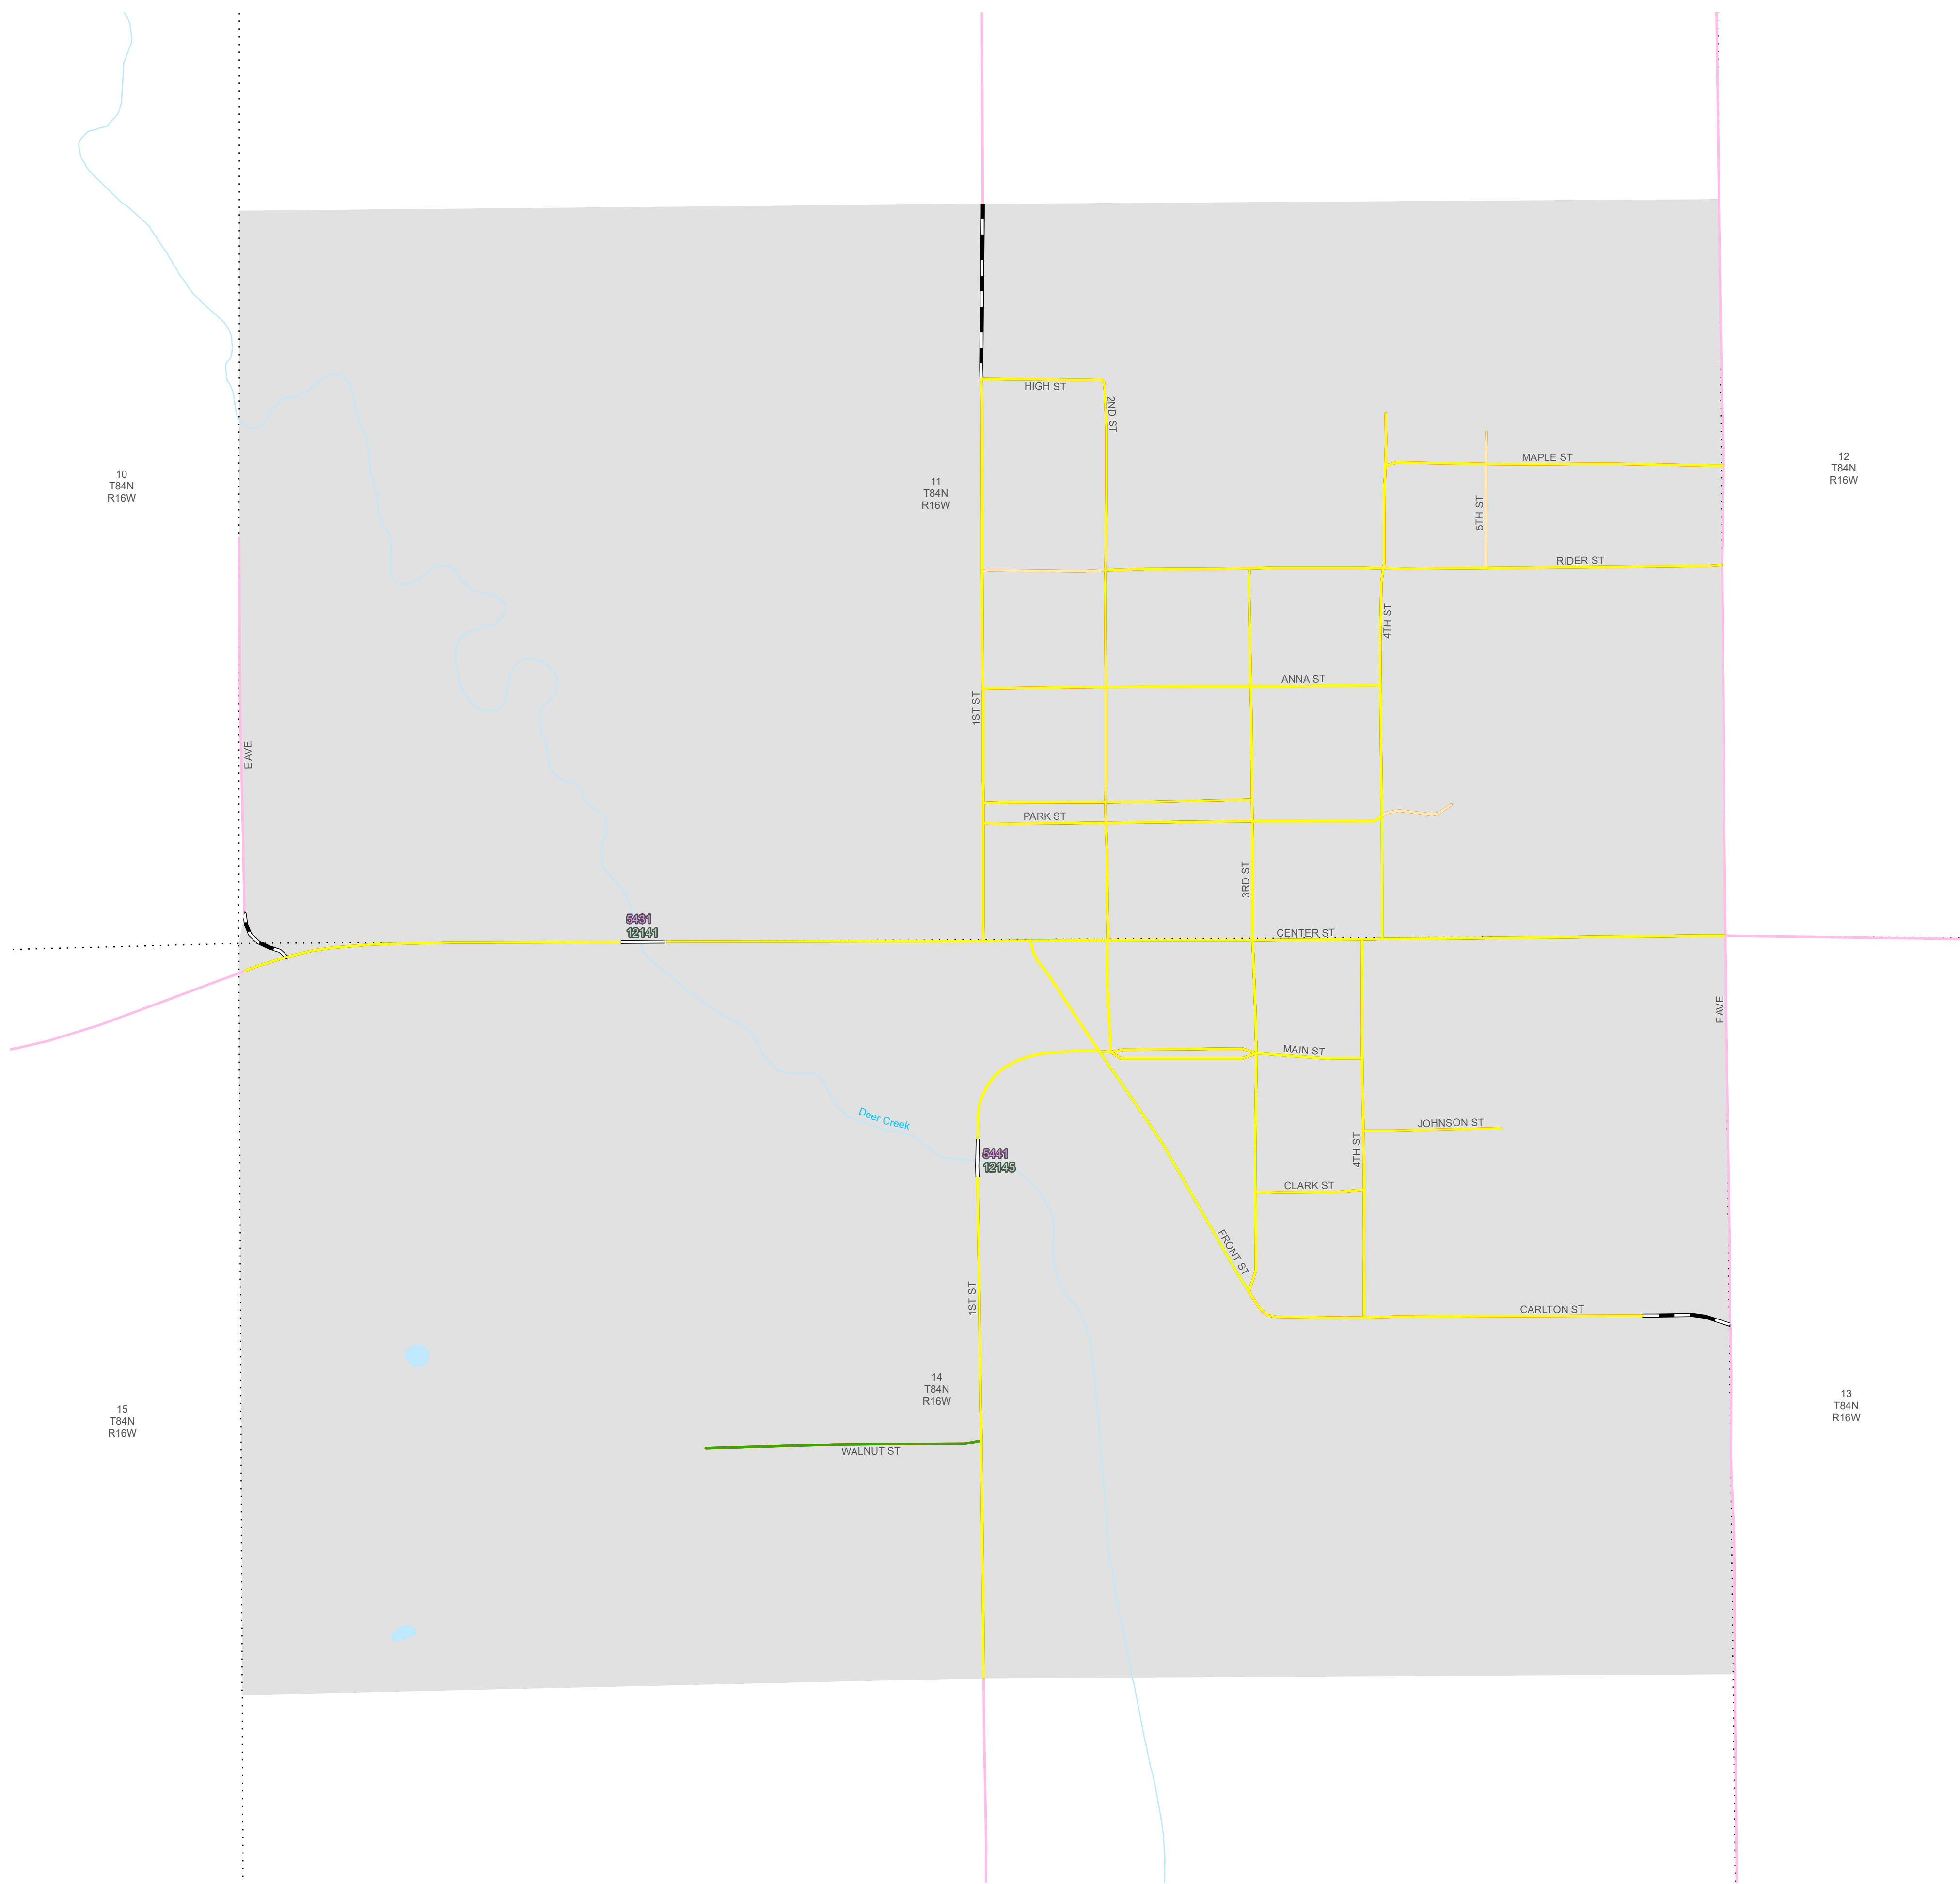 HIGH ST
2ND ST
MAPLE ST
12
T84N
R16W
10
T84N
R16W
11
T84N
R16W
5TH ST
RIDER ST
4TH ST
ANNA ST
1ST ST
E AVE
PARK ST
3RD ST
5431
12141
CENTER ST
F AVE
MAIN ST
Deer Creek
JOHNSON ST
4TH ST
5441
12145
CLARK ST
FRONT ST
1ST ST
CARLTON ST
14
T84N
R16W
13
T84N
R16W
15
T84N
R16W
WALNUT ST